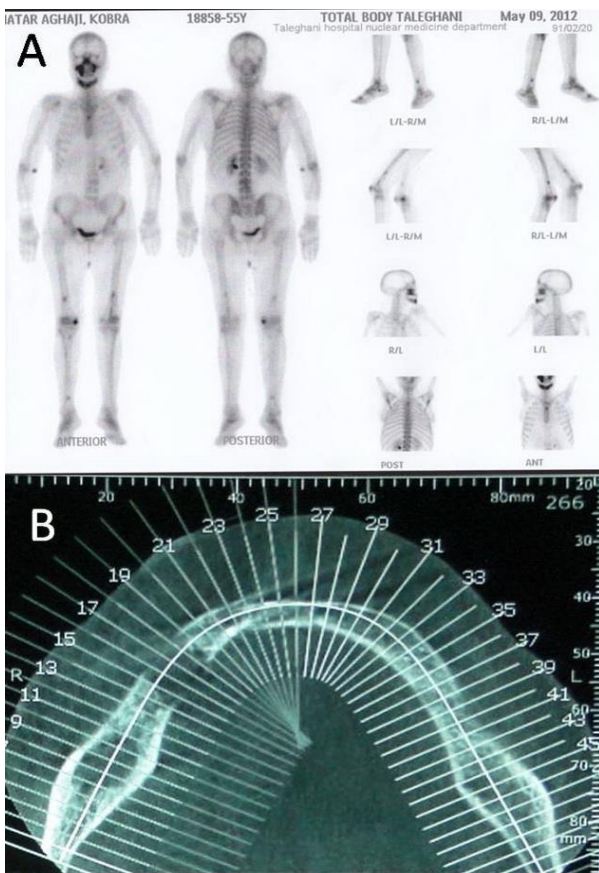 ATAR AGHAJI, KOBRA 18858-55Y TOTAL BODY TALEGHANI May 09, 2012
Taleghani hospital nuclear medicine department 91/02/20
A
L/L-R/M R/L-L/M
L/L-R/M R/L-L/M
R/L L/L
ANTERIOR POSTERIOR
POST ANT
B
20 40 60 80mm 20
266
30
40
50
60
70
80
mm
R
L
9 11 13 15 17 19 21 23 25 27 29 31 33 35 37 39 41 43 45